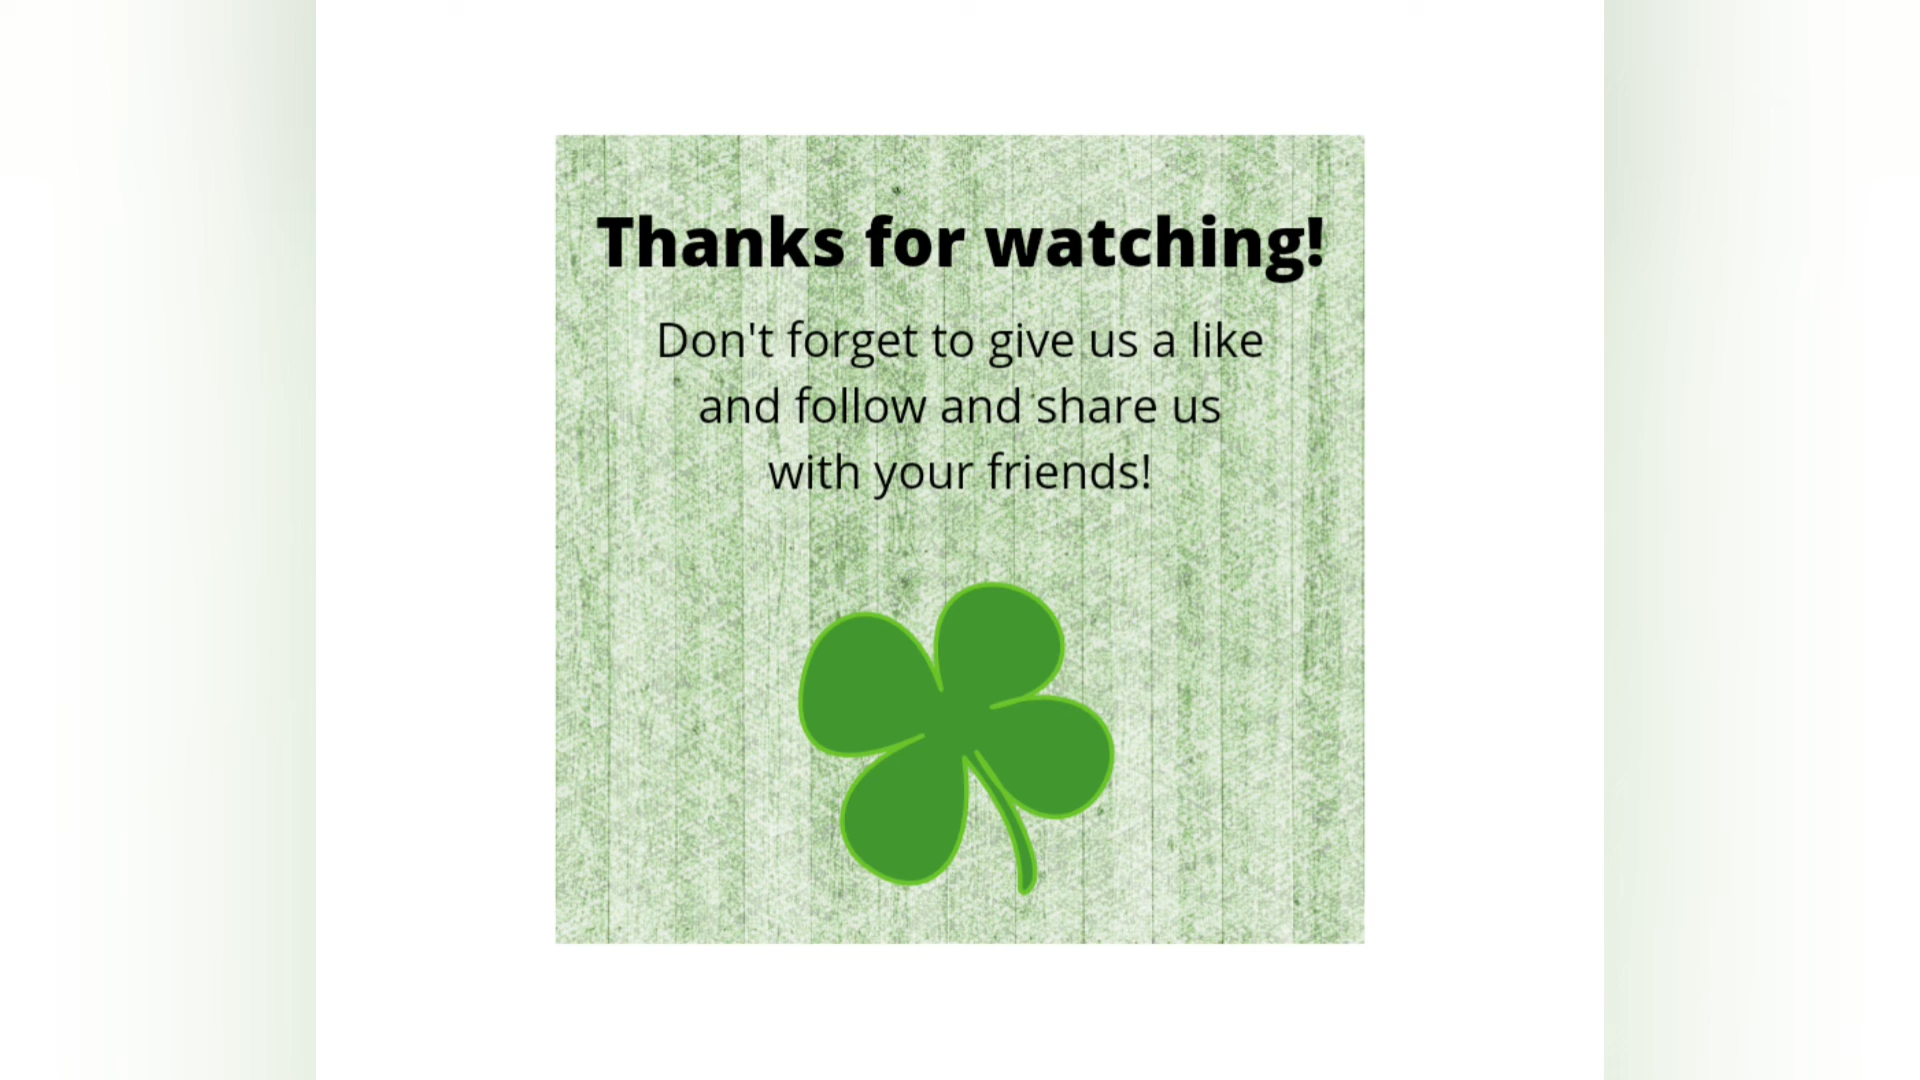 Thanks for watching!
Don't forget to give us a like
and follow and share us
with your friends!